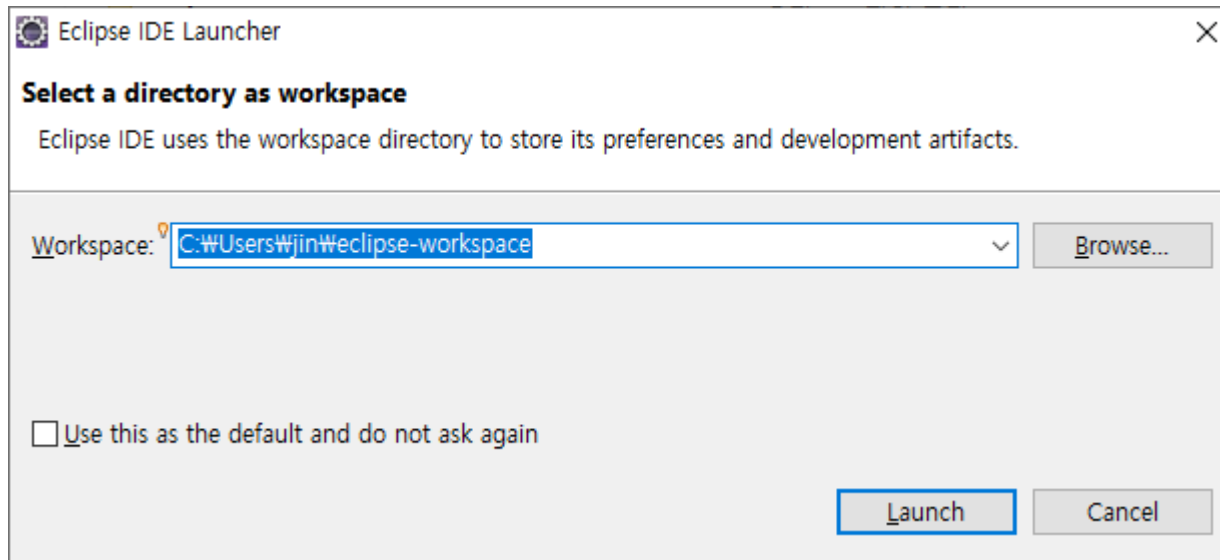 Eclipse IDE Launcher
Select a directory as workspace
Eclipse IDE uses the workspace directory to store its preferences and development artifacts.
Workspace: C:₩Users₩jin₩eclipse-workspace Browse...
Use this as the default and do not ask again
Launch Cancel